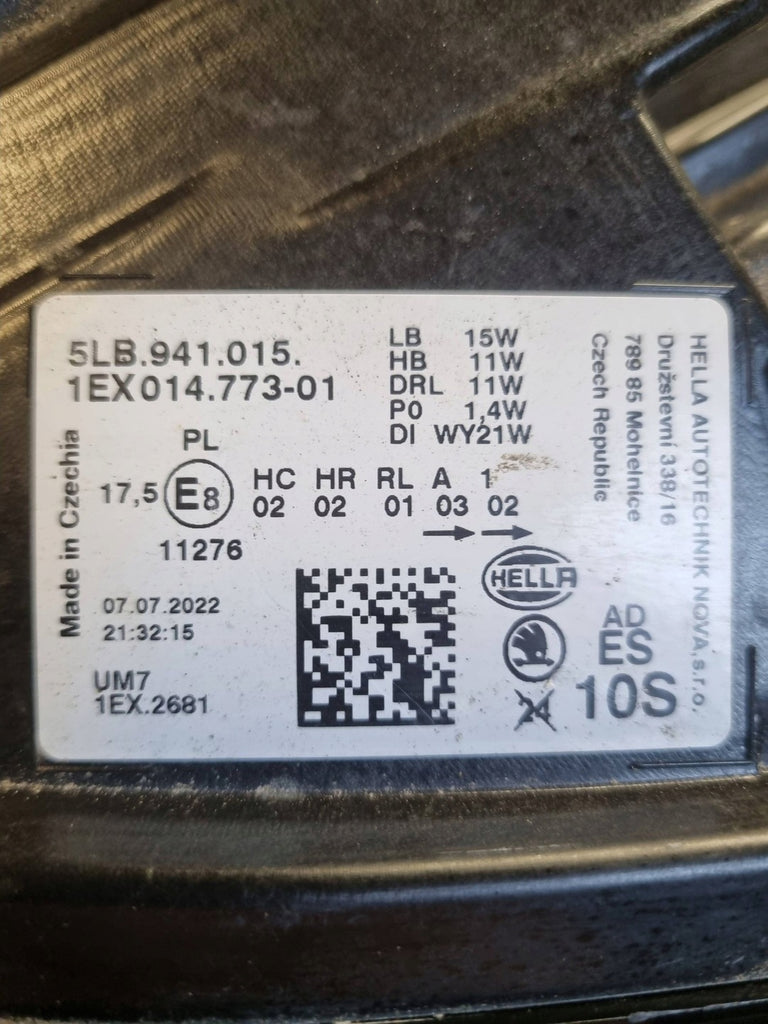 5LB.941.015.
1EX014.773-01
LB 15W
HB 11W
DRL 11W
PO 1,4W
DI WY21W
PL
17,5 E8 HC HR RL A 1
02 02 01 03 02
11276
Made in Czechia
07.07.2022
21:32:15
UM7
1EX.2681
HELLA
AD
ES
10S
24
HELLA AUTOTECHNIK NOVA,s.r.o.
Družstevní 338/16
789 85 Mohelnice
Czech Republic